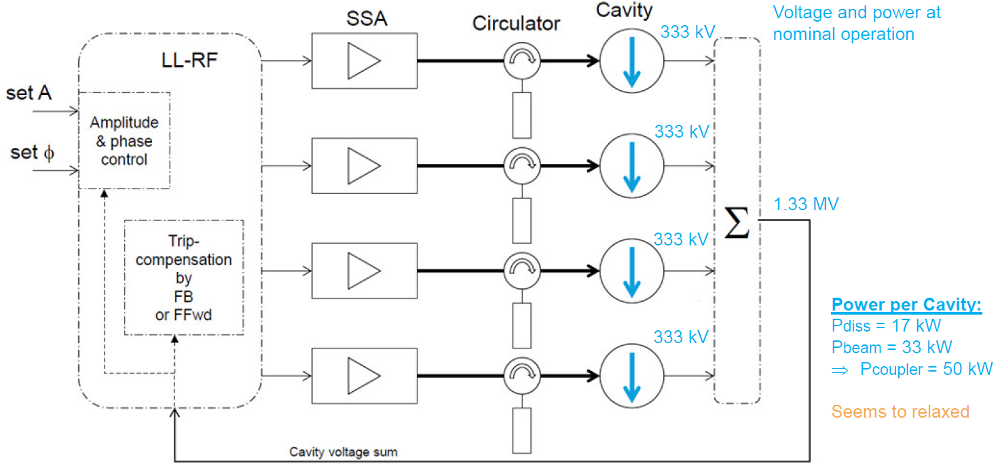 SSA
Circulator
Cavity
Voltage and power at
nominal operation
333 kV
LL-RF
set A
Amplitude
& phase
control
set ϕ
333 kV
1.33 MV
Σ
Trip-
compensation
by
FB
or FFwd
333 kV
333 kV
Power per Cavity:
Pdiss = 17 kW
Pbeam = 33 kW
⇒ Pcoupler = 50 kW
Seems to relaxed
Cavity voltage sum